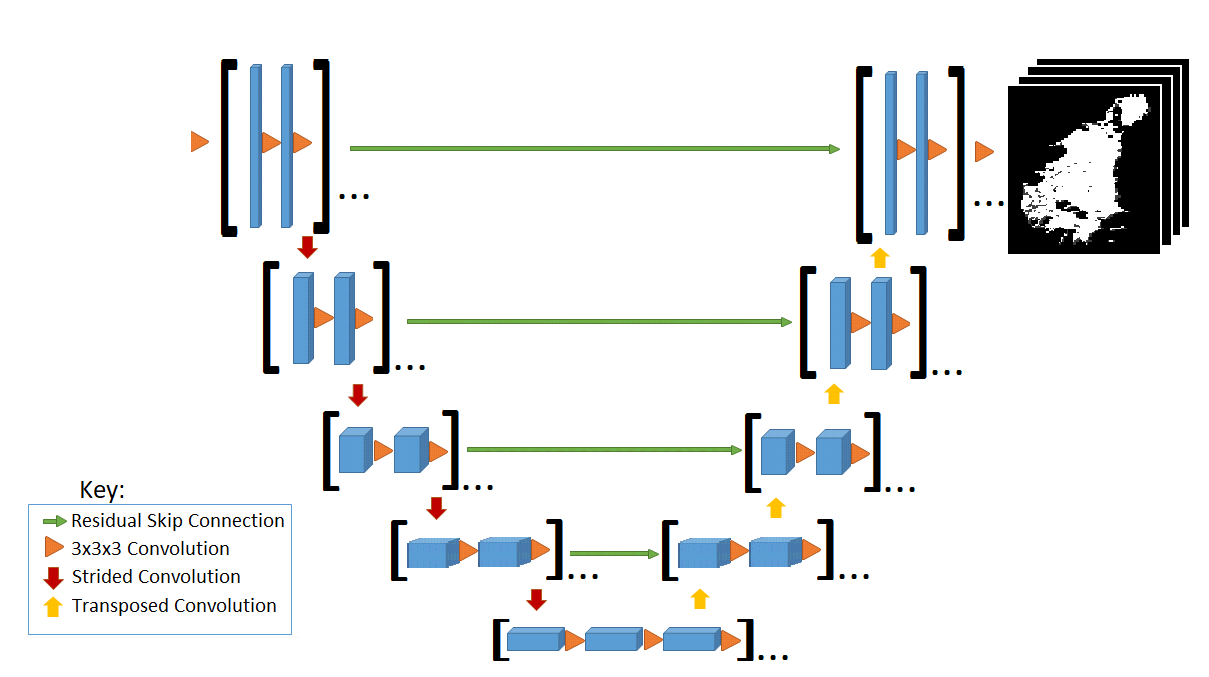 ...
...
...
...
...
...
...
...
...
Key:
Residual Skip Connection
3x3x3 Convolution
Strided Convolution
Transposed Convolution